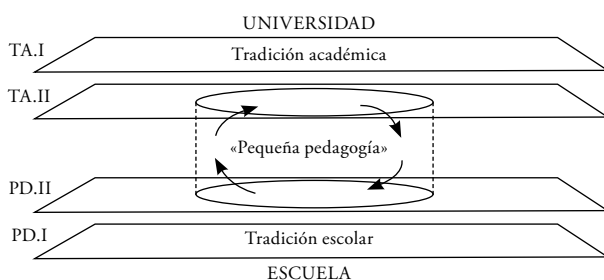 UNIVERSIDAD
TA.I
Tradición académica
TA.II
«Pequeña pedagogía»
PD.II
PD.I
Tradición escolar
ESCUELA